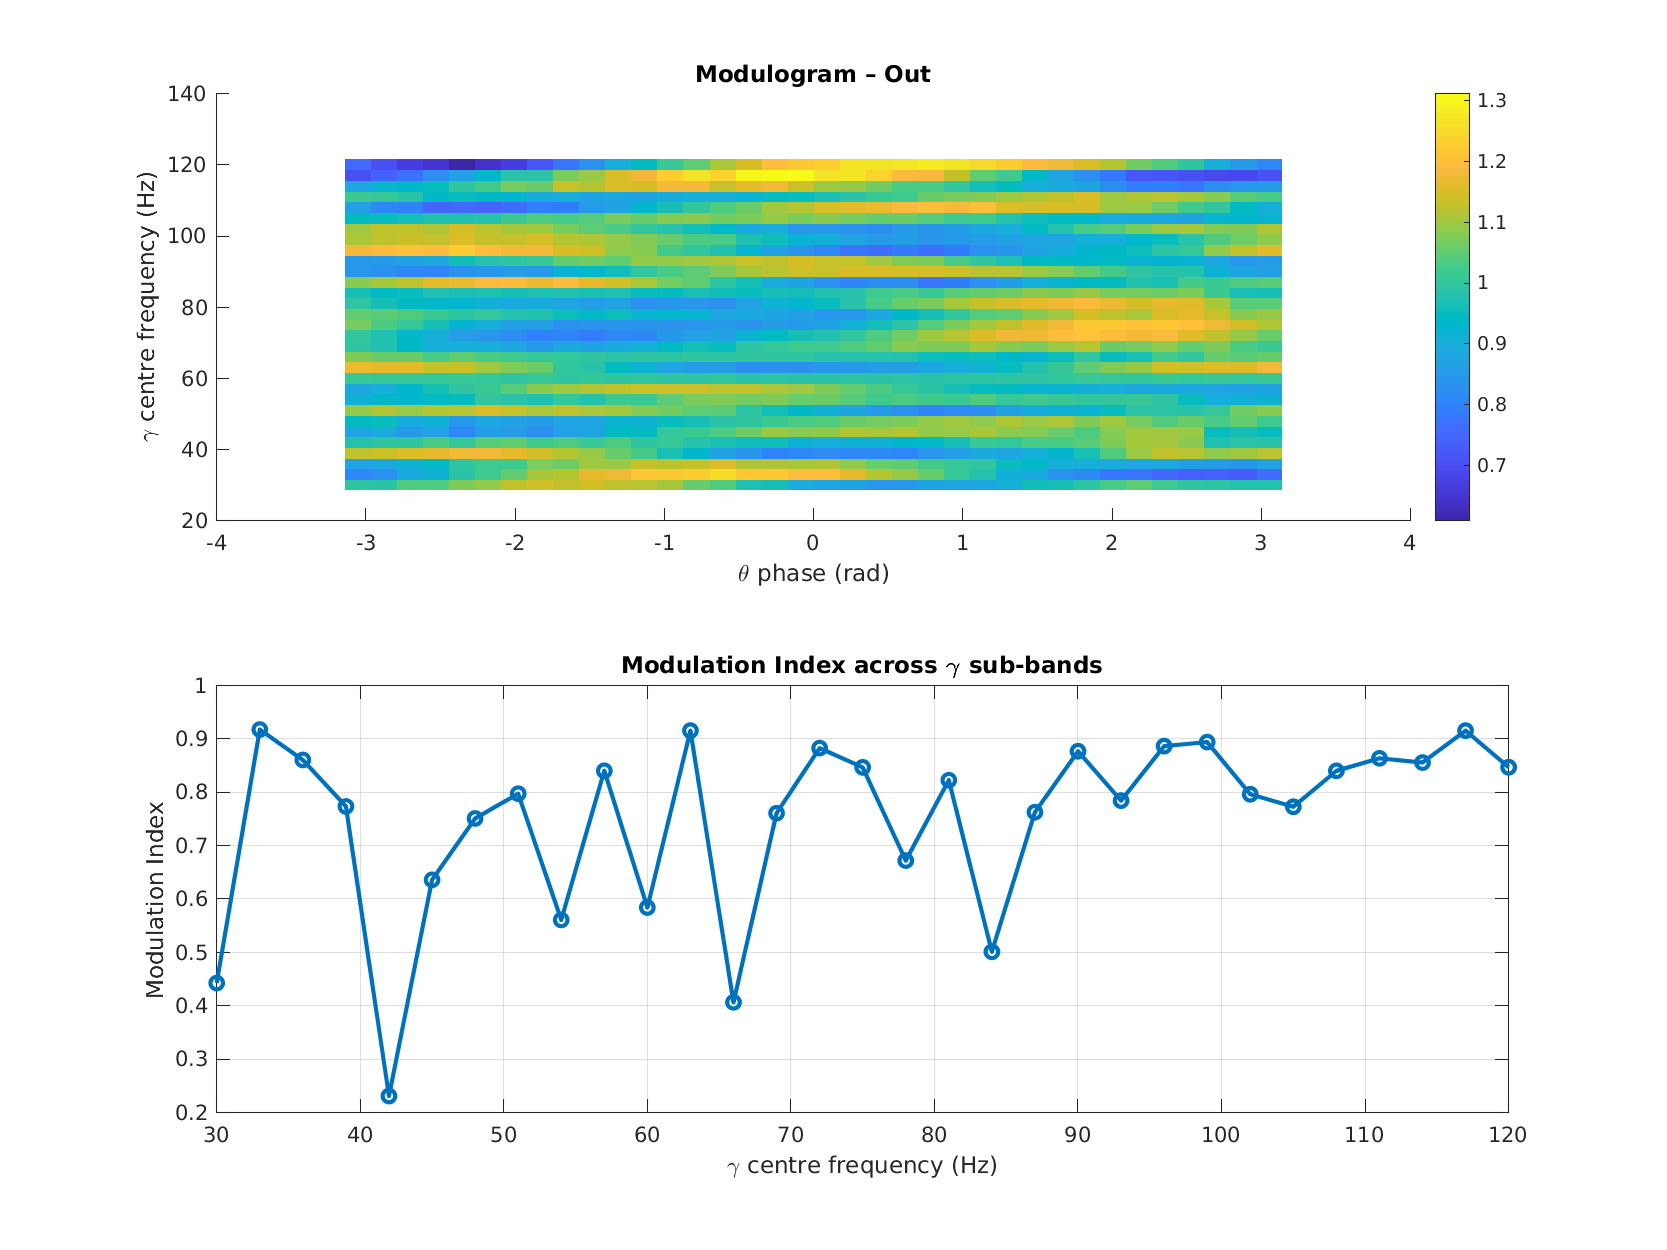 Modulogram – Out
140
120
100
80
60
40
20
γ centre frequency (Hz)
-4 -3 -2 -1 0 1 2 3 4
θ phase (rad)
1.3
1.2
1.1
1
0.9
0.8
0.7
Modulation Index across γ sub-bands
1
0.9
0.8
0.7
0.6
0.5
0.4
0.3
0.2
Modulation Index
30 40 50 60 70 80 90 100 110 120
γ centre frequency (Hz)